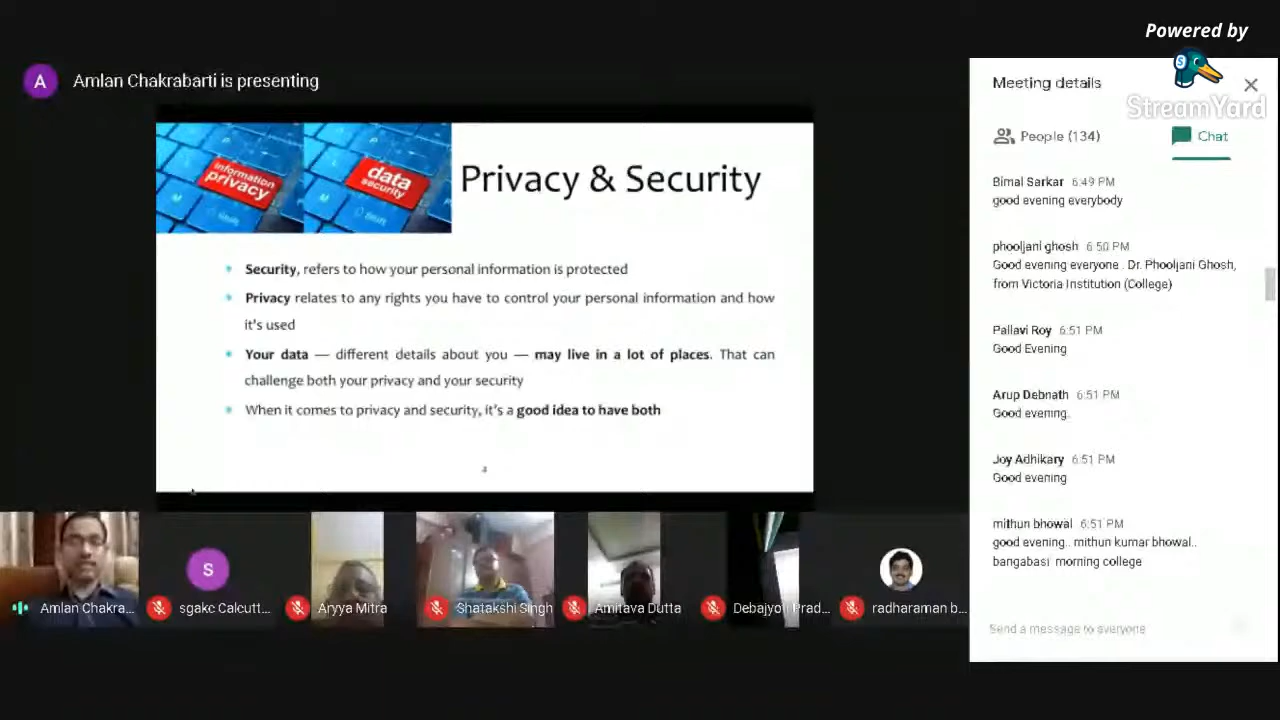 Powered by
StreamYard
A
Amlan Chakrabarti is presenting
information privacy
data security
Privacy & Security
Security, refers to how your personal information is protected
Privacy relates to any rights you have to control your personal information and how
it's used
Your data — different details about you — may live in a lot of places. That can
challenge both your privacy and your security
When it comes to privacy and security, it's a good idea to have both
4
Amlan Chakra...
S
sgakc Calcutt...
Aryya Mitra
Shatakshi Singh
Amitava Dutta
Debajyoti Prad...
radharaman b...
Meeting details
People (134)
Chat
Bimal Sarkar 6:49 PM
good evening everybody
phooljani ghosh 6:50 PM
Good evening everyone . Dr. Phooljani Ghosh,
from Victoria Institution (College)
Pallavi Roy 6:51 PM
Good Evening
Arup Debnath 6:51 PM
Good evening.
Joy Adhikary 6:51 PM
Good evening
mithun bhowal 6:51 PM
good evening.. mithun kumar bhowal..
bangabasi morning college
Send a message to everyone